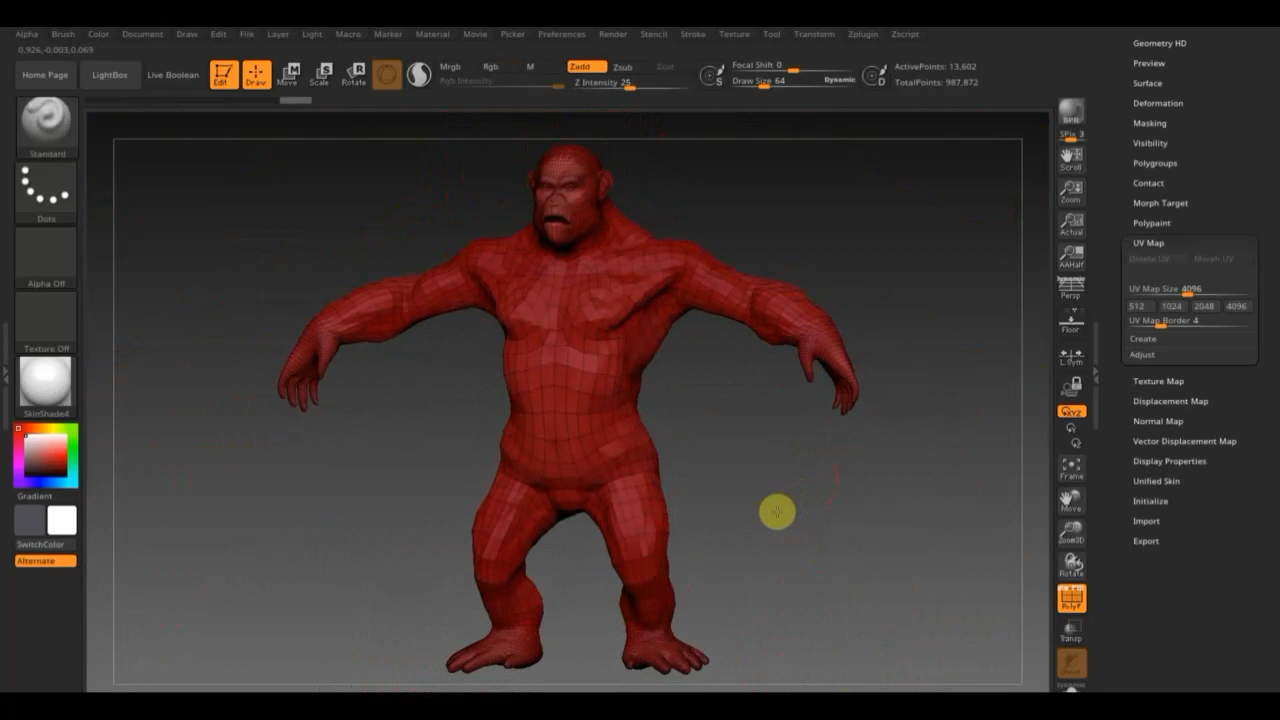 Alpha Brush Color Document Draw Edit File Layer Light Macro Marker Material Movie Picker Preferences Render Stencil Stroke Texture Tool Transform Zplugin Zscript
0.926,-0.003,0.069
Home Page
LightBox
Live Boolean
Edit
Draw
Move
Scale
Rotate
Mrgb Rgb M
Rgb Intensity
Zadd Zsub Zcut
Z Intensity 25
S
Focal Shift 0
Draw Size 64 Dynamic
D
ActivePoints: 13,602
TotalPoints: 987,872
Standard
Dots
Alpha Off
Texture Off
SkinShade4
Gradient
SwitchColor
Alternate
BPR
SPix 3
Scroll
Zoom
Actual
AAHalf
Dynamic
Persp
Floor
L.Sym
XYZ
Y
Z
Frame
Move
Zoom3D
Rotate
PolyF
Transp
Dynamic
Geometry HD
Preview
Surface
Deformation
Masking
Visibility
Polygroups
Contact
Morph Target
Polypaint
UV Map
Delete UV Morph UV
UV Map Size 4096
512 1024 2048 4096
UV Map Border 4
Create
Adjust
Texture Map
Displacement Map
Normal Map
Vector Displacement Map
Display Properties
Unified Skin
Initialize
Import
Export